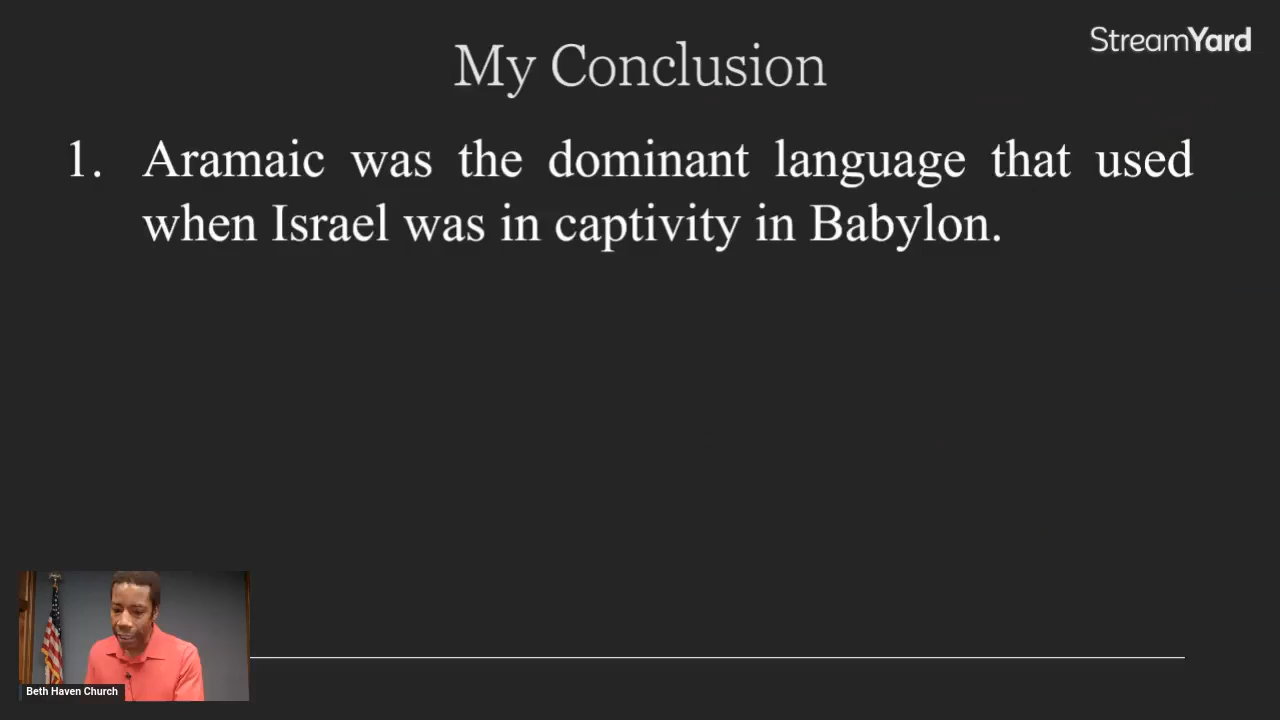 StreamYard
My Conclusion
1. Aramaic was the dominant language that used
when Israel was in captivity in Babylon.
Beth Haven Church